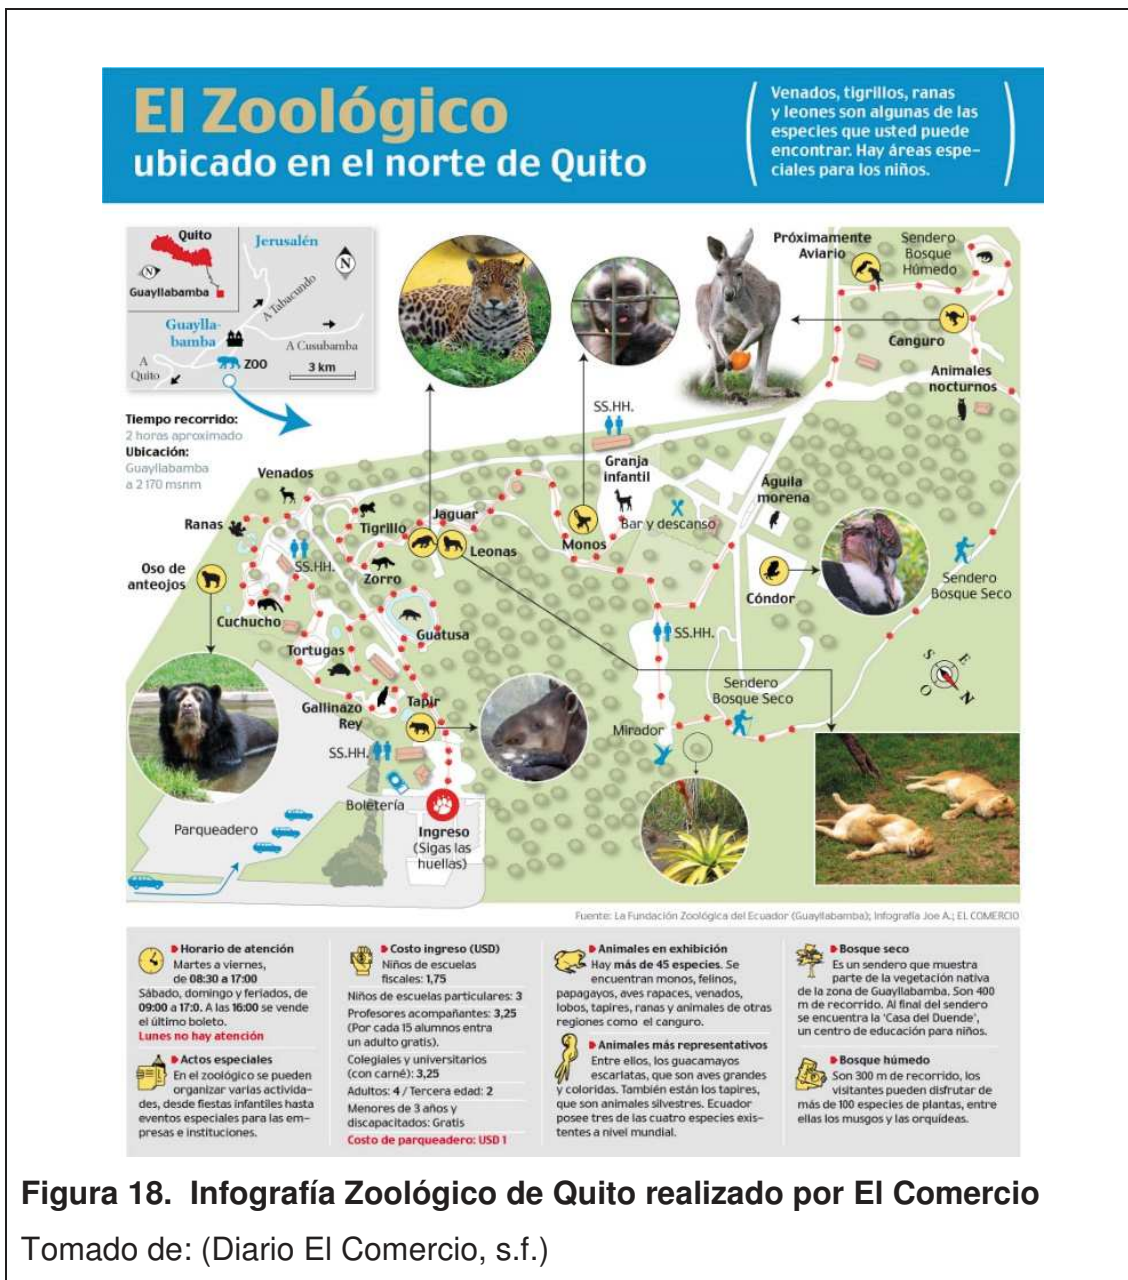 El Zoológico
ubicado en el norte de Quito
Venados, tigrillos, ranas
y leones son algunas de las
especies que usted puede
encontrar. Hay áreas espe-
ciales para los niños.
Quito
N
Guayllabamba
Jerusalén
N
A Tabacundo
Guaylla-
bamba
A Cusubamba
A
Quito
ZOO
3 km
Tiempo recorrido:
2 horas aproximado
Ubicación:
Guayllabamba
a 2 170 msnm
Próximamente
Aviario
Sendero
Bosque
Húmedo
Canguro
Animales
nocturnos
SS.HH.
Granja
infantil
Águila
morena
Bar y descanso
Venados
Ranas
Tigrillo
Jaguar
Leonas
Monos
SS.HH.
Zorro
Oso de
anteojos
Cuchucho
Guatusa
Cóndor
Sendero
Bosque Seco
SS.HH.
Tortugas
S
E
O
N
Gallinazo
Rey
Tapir
Sendero
Bosque Seco
Mirador
SS.HH.
Boletería
Parqueadero
Ingreso
(Sigas las
huellas)
Fuente: La Fundación Zoológica del Ecuador (Guayllabamba); Infografía Joe A.; EL COMERCIO
Horario de atención
Martes a viernes,
de 08:30 a 17:00
Sábado, domingo y feriados, de
09:00 a 17:0. A las 16:00 se vende
el último boleto.
Lunes no hay atención
Actos especiales
En el zoológico se pueden
organizar varias activida-
des, desde fiestas infantiles hasta
eventos especiales para las em-
presas e instituciones.
Costo ingreso (USD)
Niños de escuelas
fiscales: 1,75
Niños de escuelas particulares: 3
Profesores acompañantes: 3,25
(Por cada 15 alumnos entra
un adulto gratis).
Colegiales y universitarios
(con carné): 3,25
Adultos: 4 / Tercera edad: 2
Menores de 3 años y
discapacitados: Gratis
Costo de parqueadero: USD 1
Animales en exhibición
Hay más de 45 especies. Se
encuentran monos, felinos,
papagayos, aves rapaces, venados,
lobos, tapires, ranas y animales de otras
regiones como el canguro.
Animales más representativos
Entre ellos, los guacamayos
escarlatas, que son aves grandes
y coloridas. También están los tapires,
que son animales silvestres. Ecuador
posee tres de las cuatro especies exis-
tentes a nivel mundial.
Bosque seco
Es un sendero que muestra
parte de la vegetación nativa
de la zona de Guayllabamba. Son 400
m de recorrido. Al final del sendero
se encuentra la 'Casa del Duende',
un centro de educación para niños.
Bosque húmedo
Son 300 m de recorrido, los
visitantes pueden disfrutar de
más de 100 especies de plantas, entre
ellas los musgos y las orquídeas.
Figura 18. Infografía Zoológico de Quito realizado por El Comercio
Tomado de: (Diario El Comercio, s.f.)